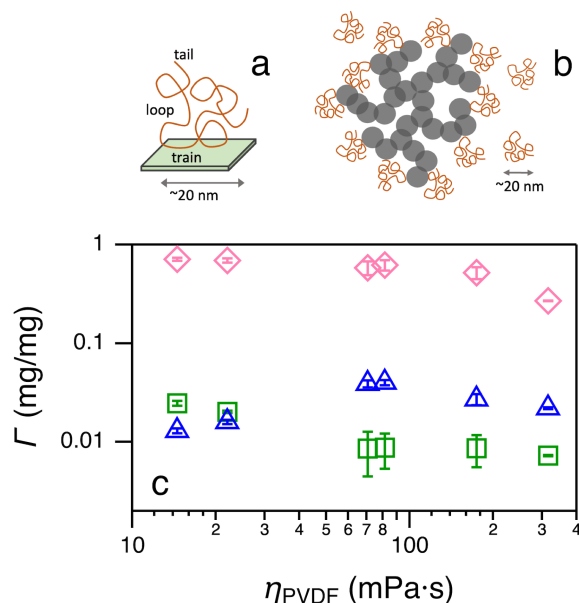 tail
a
loop
train
~20 nm
b
~20 nm
1
0.1
0.01
Γ (mg/mg)
c
10 2 3 4 5 6 7 8 100 2 3 4
ηPVDF (mPa·s)